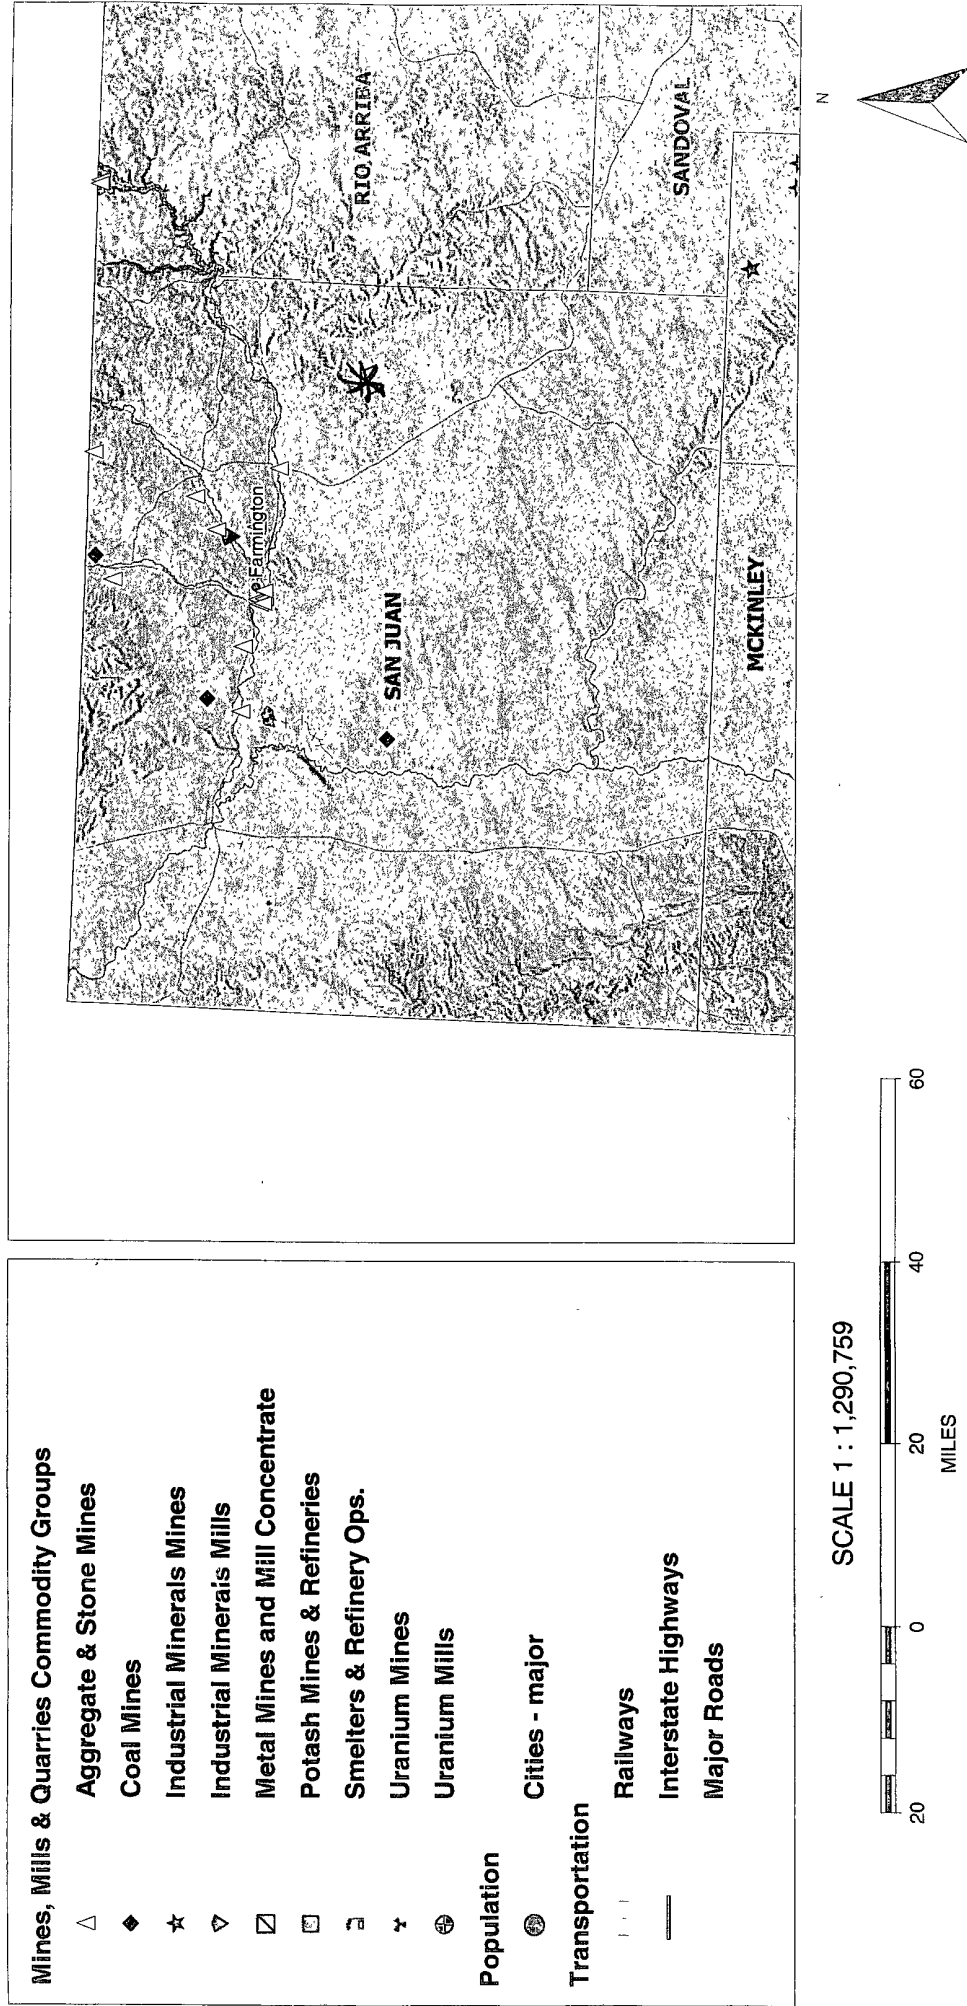 Mines, Mills & Quarries Commodity Groups
Aggregate & Stone Mines
Coal Mines
Industrial Minerals Mines
Industrial Minerals Mills
Metal Mines and Mill Concentrate
Potash Mines & Refineries
Smelters & Refinery Ops.
Uranium Mines
Uranium Mills
Population
Cities - major
Transportation
Railways
Interstate Highways
Major Roads
RIO ARRIBA
SANDOVAL
Farmington
SAN JUAN
MCKINLEY
N
SCALE 1 : 1,290,759
20 0 20 40 60
MILES